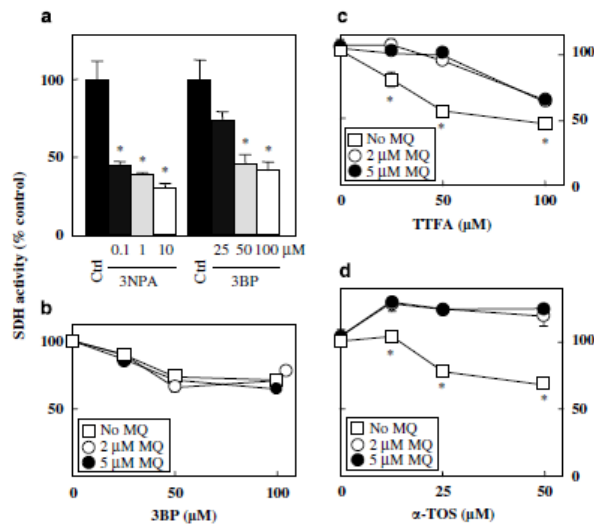 a
SDH activity (% control)
100
50
0
* * * * *
Ctrl 0.1 1 10 Ctrl 25 50 100 μM
3NPA 3BP
b
100
50
No MQ
2 μM MQ
5 μM MQ
0 50 100
3BP (μM)
c
100
50
0
* * *
No MQ
2 μM MQ
5 μM MQ
0 50 100
TTFA (μM)
d
100
50
0
* * *
No MQ
2 μM MQ
5 μM MQ
0 25 50
α-TOS (μM)